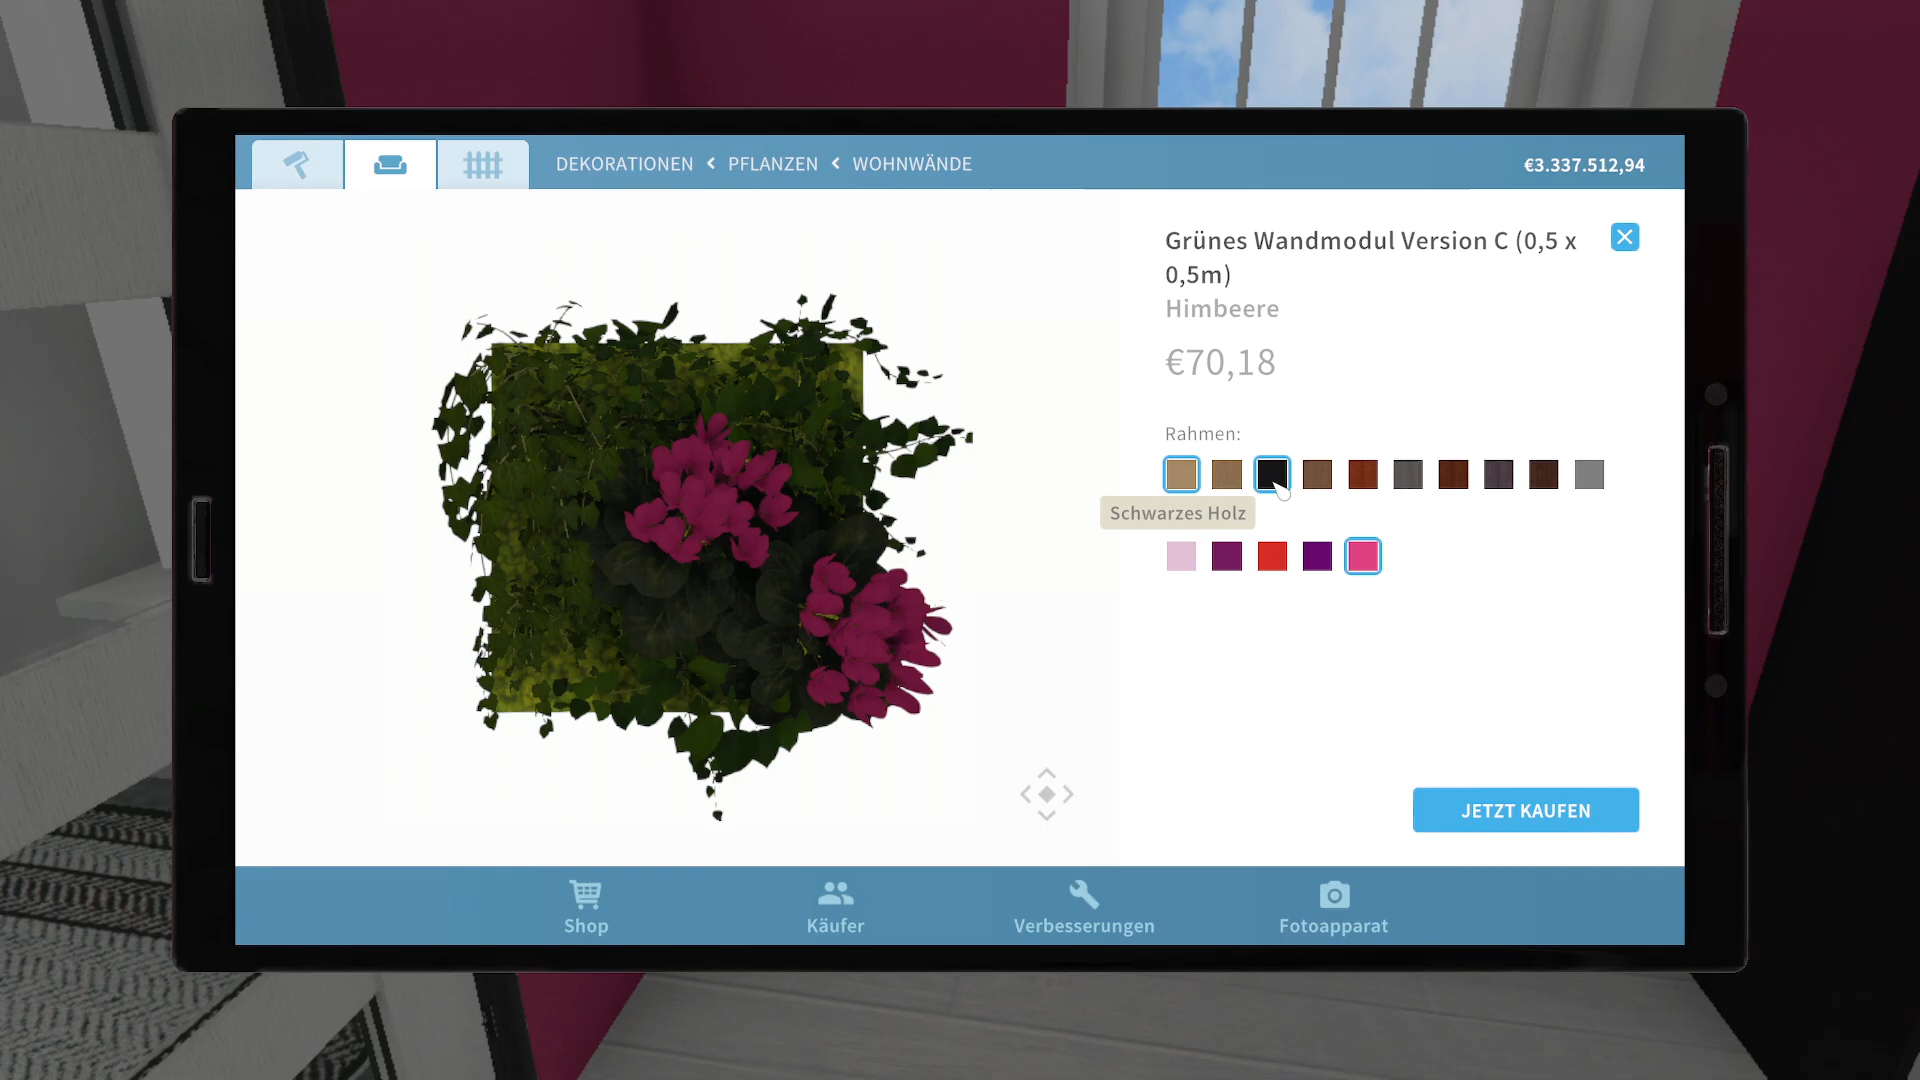 DEKORATIONEN < PFLANZEN < WOHNWÄNDE
€3.337.512,94
Grünes Wandmodul Version C (0,5 x
0,5m)
Himbeere
€70,18
Rahmen:
Schwarzes Holz
JETZT KAUFEN
Shop
Käufer
Verbesserungen
Fotoapparat